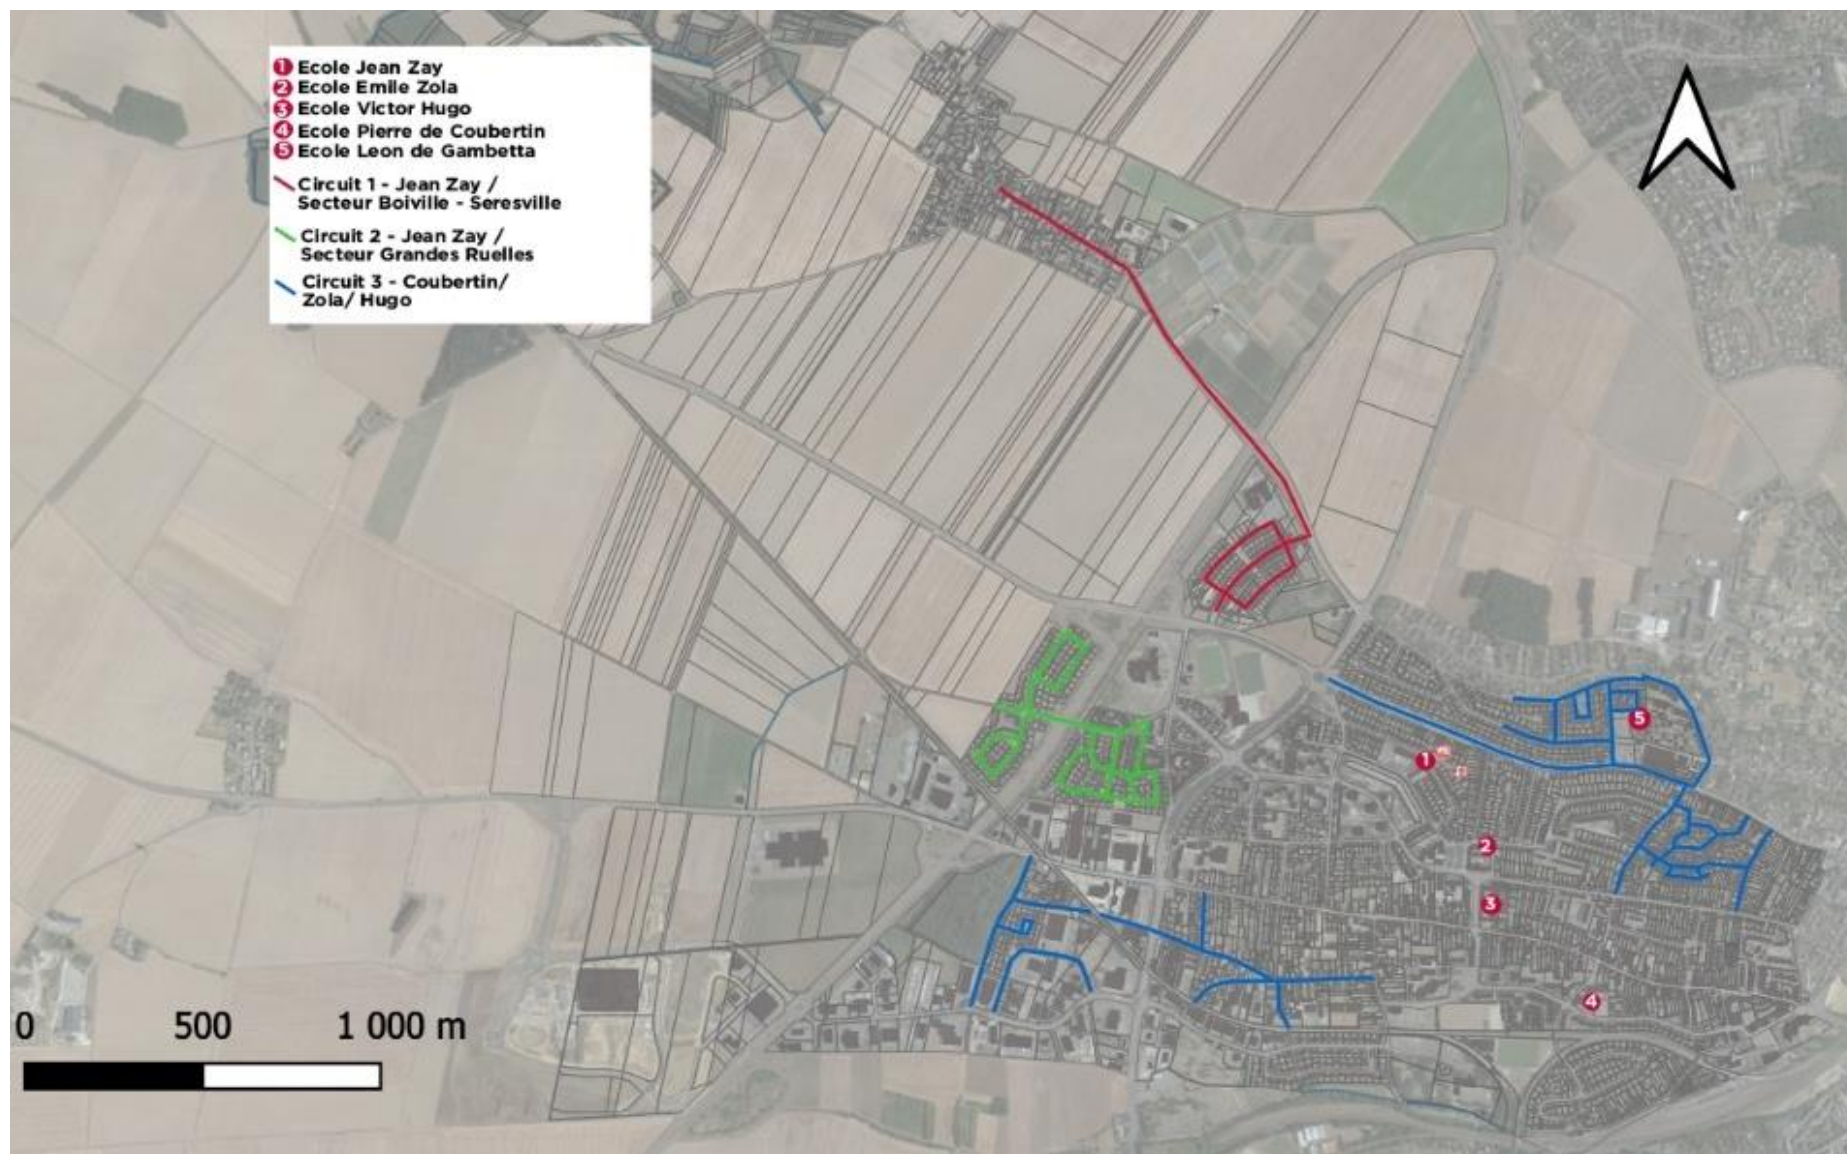 1 Ecole Jean Zay
2 Ecole Emile Zola
3 Ecole Victor Hugo
4 Ecole Pierre de Coubertin
5 Ecole Leon de Gambetta
Circuit 1 - Jean Zay /
Secteur Boiville - Seresville
Circuit 2 - Jean Zay /
Secteur Grandes Ruelles
Circuit 3 - Coubertin/
Zola/ Hugo
5
1
2
3
4
0 500 1 000 m